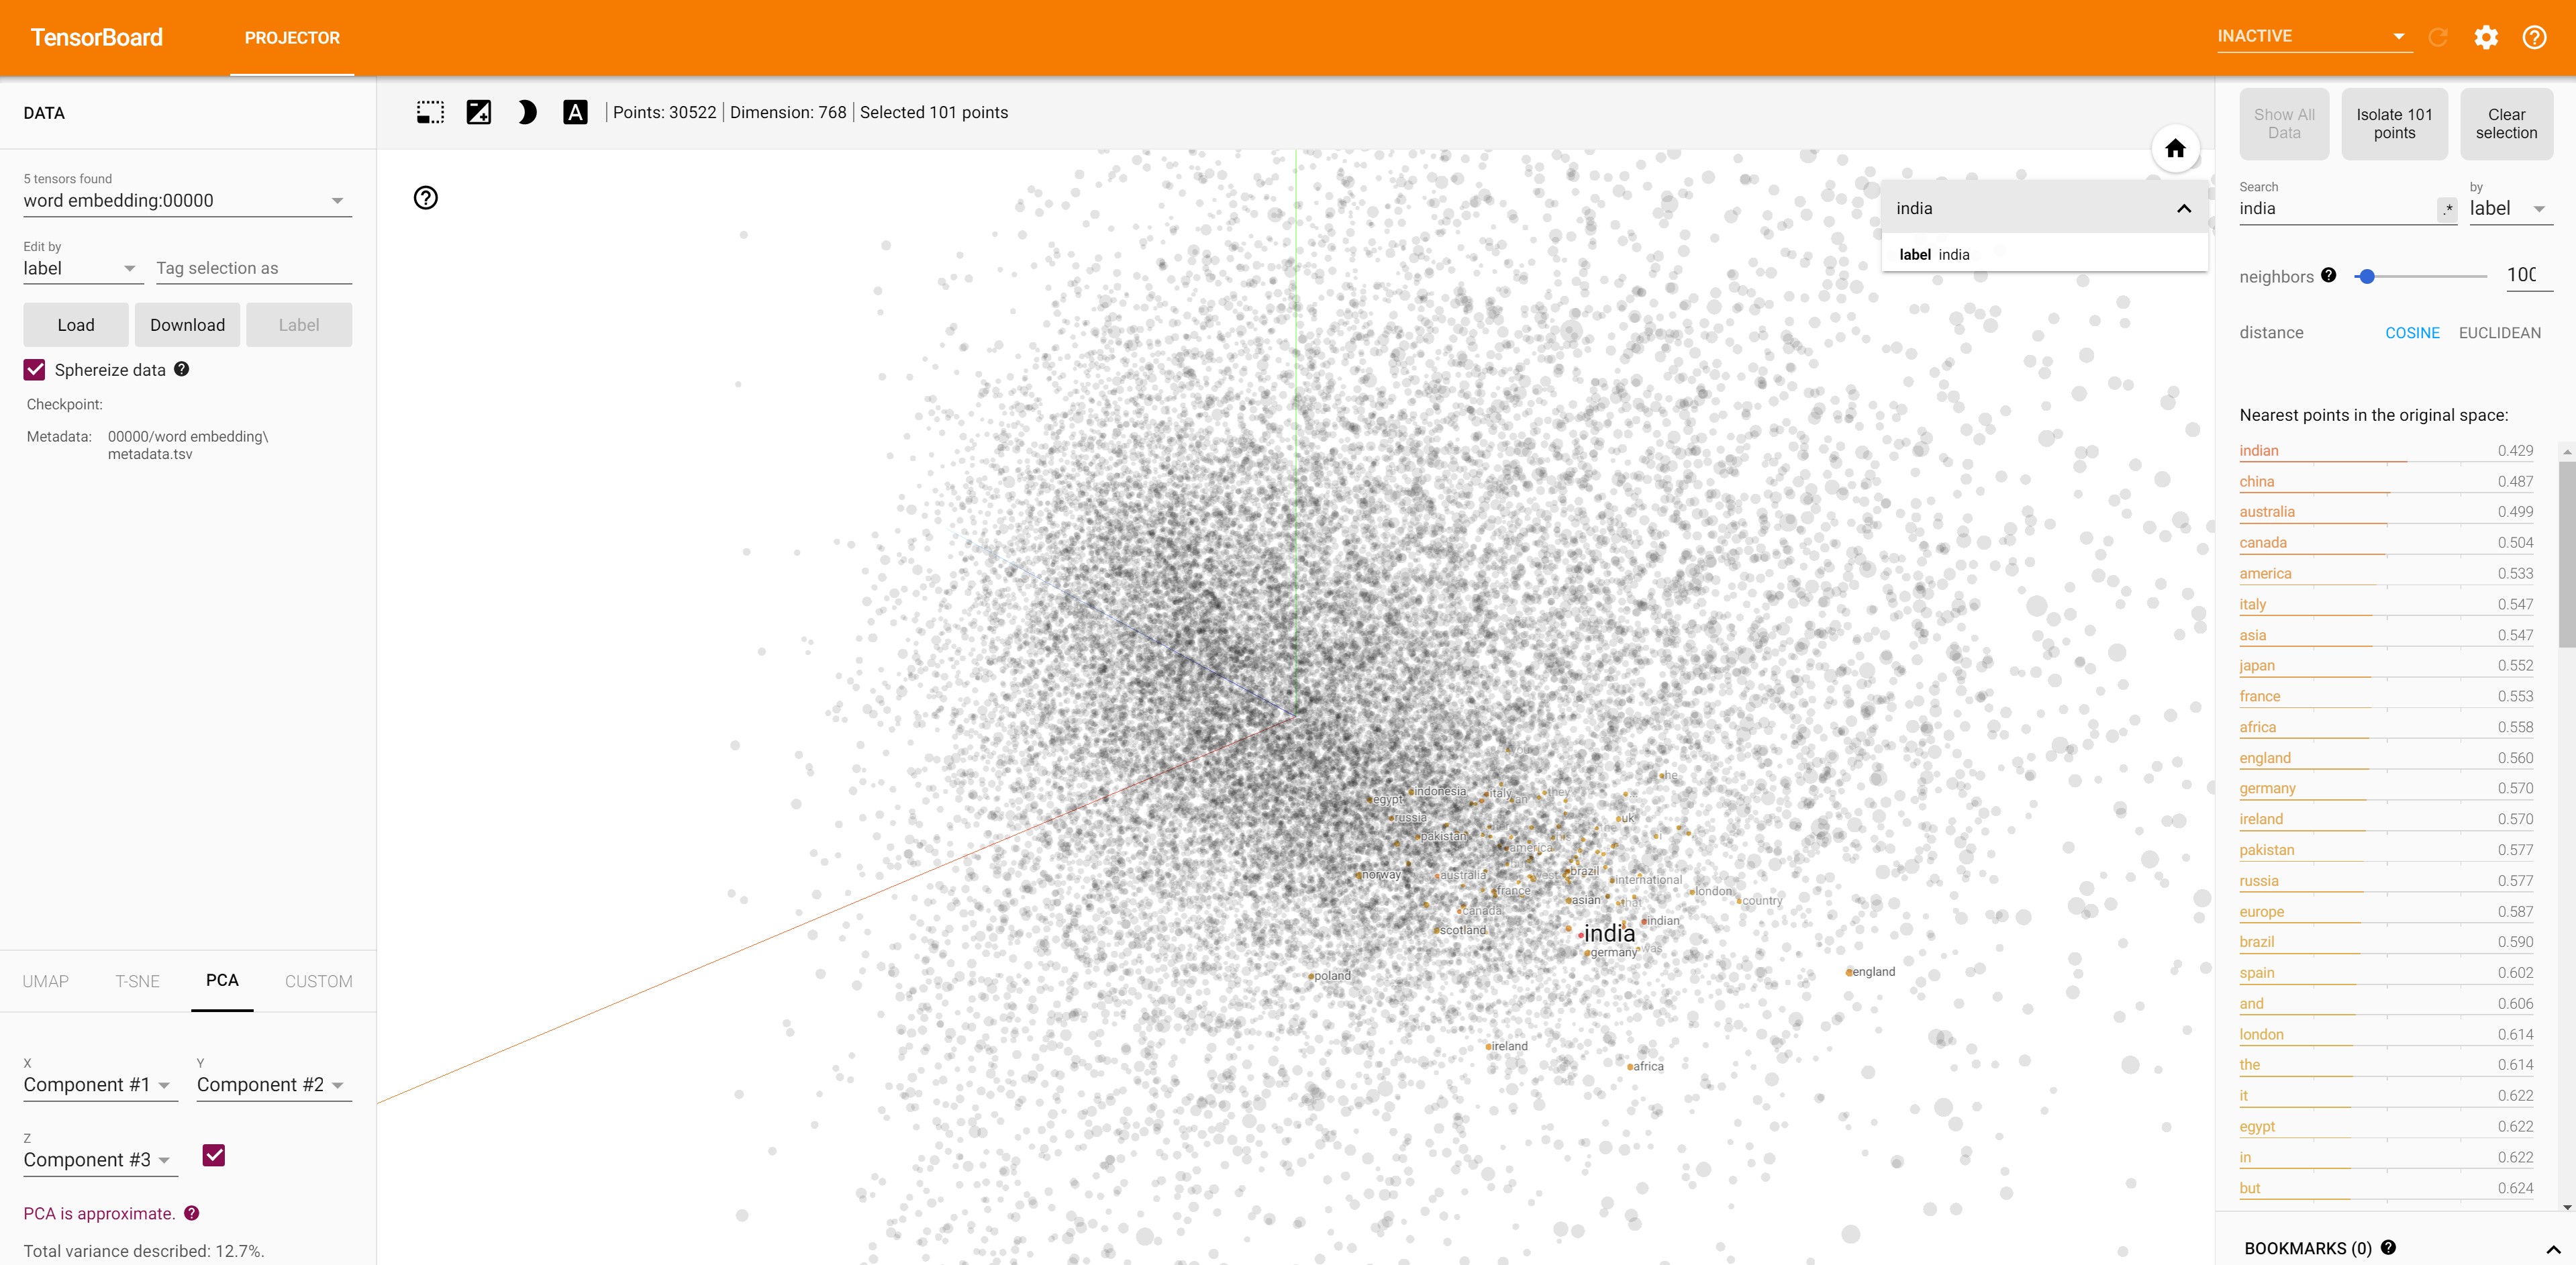 TensorBoard
PROJECTOR
INACTIVE
DATA
5 tensors found
word embedding:00000
Edit by
label
Tag selection as
Load
Download
Label
Sphereize data
Checkpoint:
Metadata: 00000/word embedding\
metadata.tsv
UMAP
T-SNE
PCA
CUSTOM
X
Component #1
Y
Component #2
Z
Component #3
PCA is approximate.
Total variance described: 12.7%.
A
Points: 30522
Dimension: 768
Selected 101 points
india
label india
he
egypt
indonesia
italy
they
russia
uk
pakistan
america
norway
australia
france
brazil
international
london
country
asian
that
canada
scotland
indian
india
germany
was
poland
england
ireland
africa
Show All
Data
Isolate 101
points
Clear
selection
Search
india
.*
by
label
neighbors
100
distance
COSINE
EUCLIDEAN
Nearest points in the original space:
indian 0.429
china 0.487
australia 0.499
canada 0.504
america 0.533
italy 0.547
asia 0.547
japan 0.552
france 0.553
africa 0.558
england 0.560
germany 0.570
ireland 0.570
pakistan 0.577
russia 0.577
europe 0.587
brazil 0.590
spain 0.602
and 0.606
london 0.614
the 0.614
it 0.622
egypt 0.622
in 0.622
but 0.624
BOOKMARKS (0)